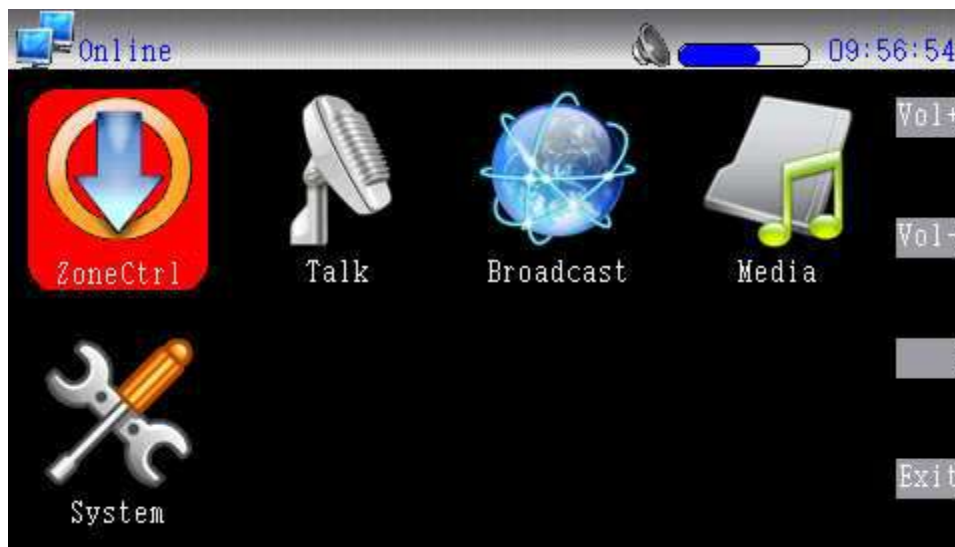 Online 09:56:54
Vol+
ZoneCtrl Talk Broadcast Media
Vol-
System
Exit